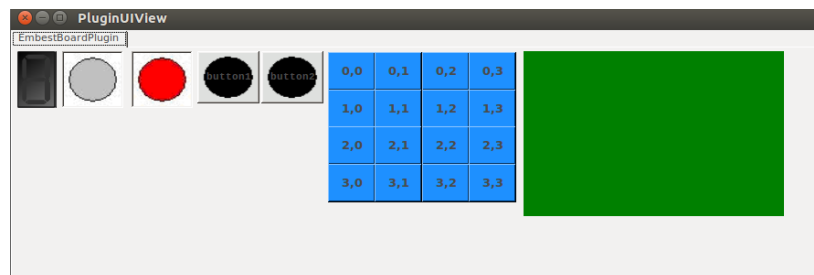 PluginUIView
EmbestBoardPlugin
button1 button2
0,0 0,1 0,2 0,3
1,0 1,1 1,2 1,3
2,0 2,1 2,2 2,3
3,0 3,1 3,2 3,3